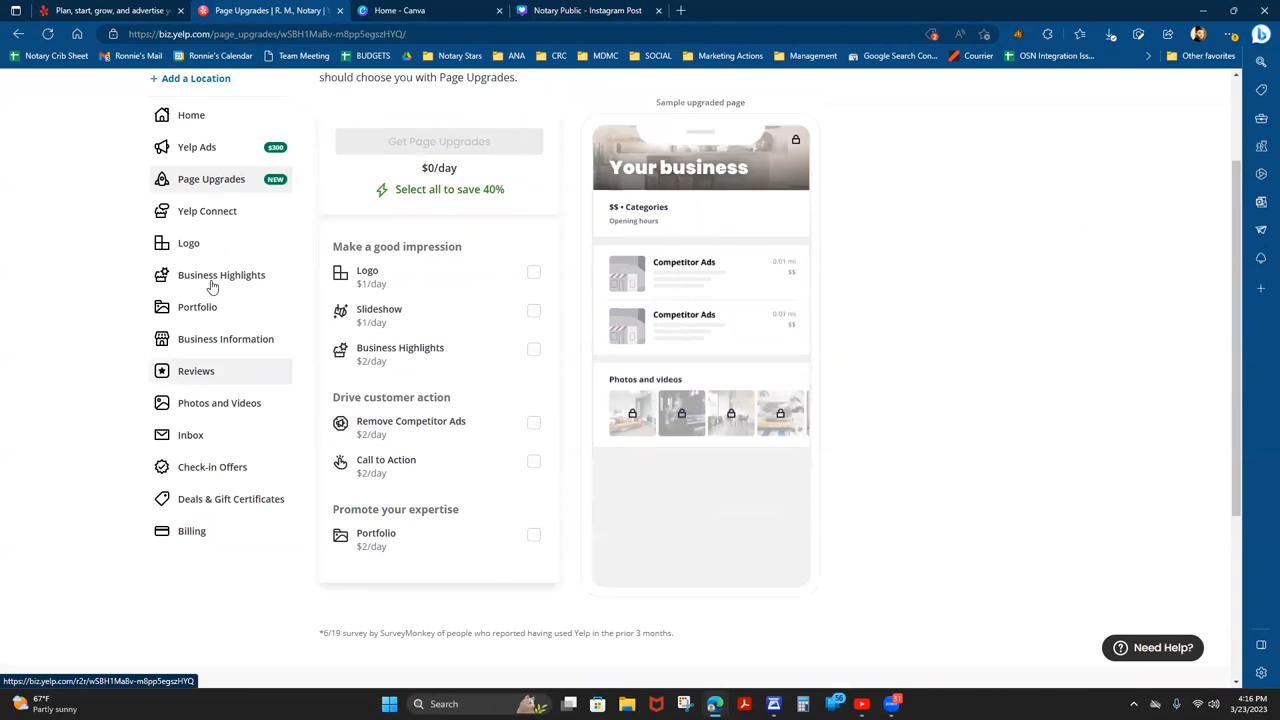 Plan, start, grow, and advertise y
Page Upgrades | R. M., Notary |
Home - Canva
Notary Public - Instagram Post
https://biz.yelp.com/page_upgrades/wSBH1MaBv-m8pp5egszHYQ/
Notary Crib Sheet
Ronnie's Mail
Ronnie's Calendar
Team Meeting
BUDGETS
Notary Stars
ANA
CRC
MDMC
SOCIAL
Marketing Actions
Management
Google Search Con...
Courrier
OSN Integration Iss...
Other favorites
+ Add a Location
should choose you with Page Upgrades.
Sample upgraded page
Home
Yelp Ads
$300
Page Upgrades
NEW
Yelp Connect
Logo
Business Highlights
Portfolio
Business Information
Reviews
Photos and Videos
Inbox
Check-in Offers
Deals & Gift Certificates
Billing
Get Page Upgrades
$0/day
Select all to save 40%
Make a good impression
Logo
$1/day
Slideshow
$1/day
Business Highlights
$2/day
Drive customer action
Remove Competitor Ads
$2/day
Call to Action
$2/day
Promote your expertise
Portfolio
$2/day
Your business
$$ • Categories
Opening hours
Competitor Ads
0.01 mi
$$
Competitor Ads
0.01 mi
$$
Photos and videos
*6/19 survey by SurveyMonkey of people who reported having used Yelp in the prior 3 months.
Need Help?
https://biz.yelp.com/r2r/wSBH1MaBv-m8pp5egszHYQ
67°F
Partly sunny
Search
56
31
4:16 PM
3/23/2023